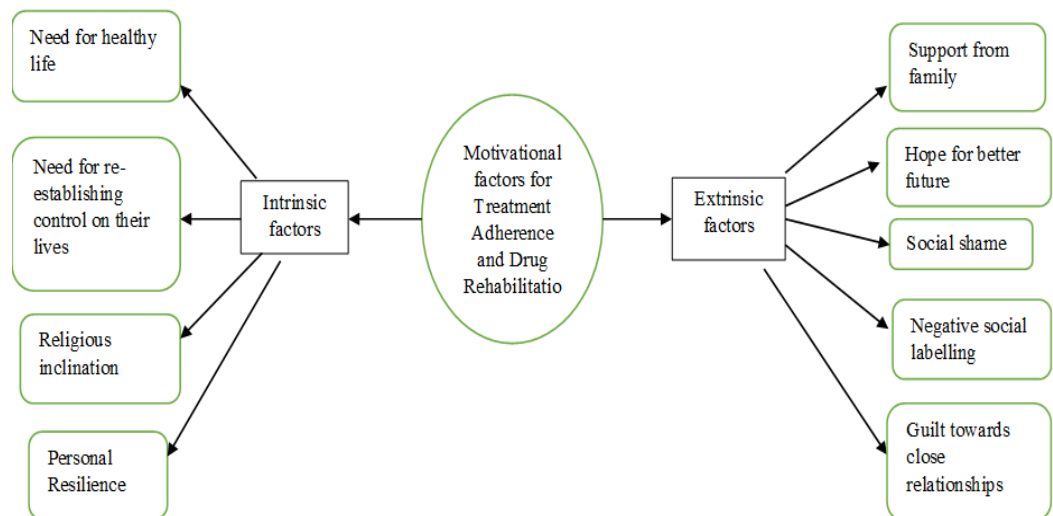 Need for healthy
life
Need for re-
establishing
control on their
lives
Religious
inclination
Personal
Resilience
Intrinsic
factors
Motivational
factors for
Treatment
Adherence
and Drug
Rehabilitatio
Extrinsic
factors
Support from
family
Hope for better
future
Social shame
Negative social
labelling
Guilt towards
close
relationships